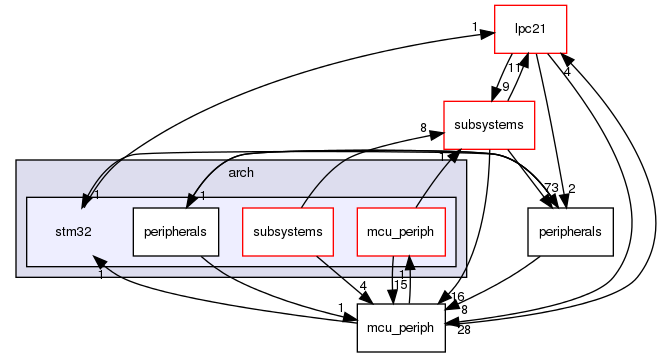 lpc21
1
11
4
9
subsystems
8
1
arch
73
2
1
1
stm32
peripherals
subsystems
mcu_periph
peripherals
1
1
4
15
16
1
8
28
mcu_periph